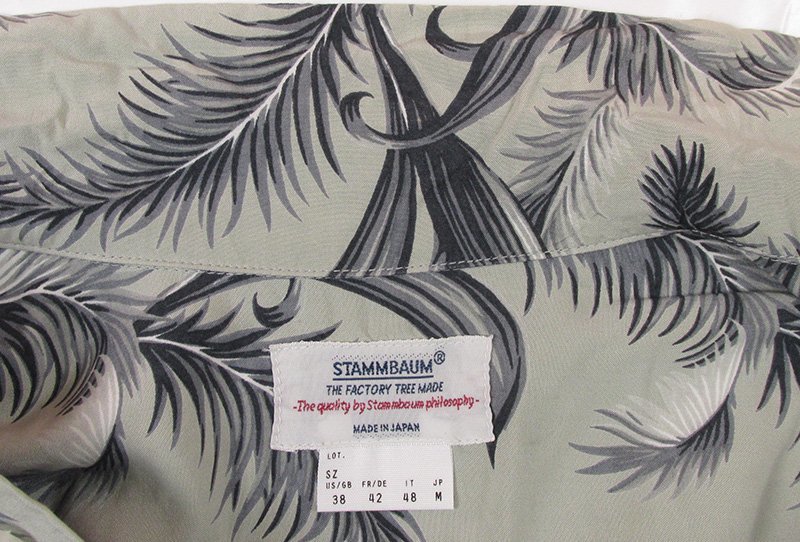 STAMMBAUM®
THE FACTORY TREE MADE
-The quality by Stammbaum philosophy-
MADE IN JAPAN
LOT.
SZ
US/GB FR/DE IT JP
38 42 48 M